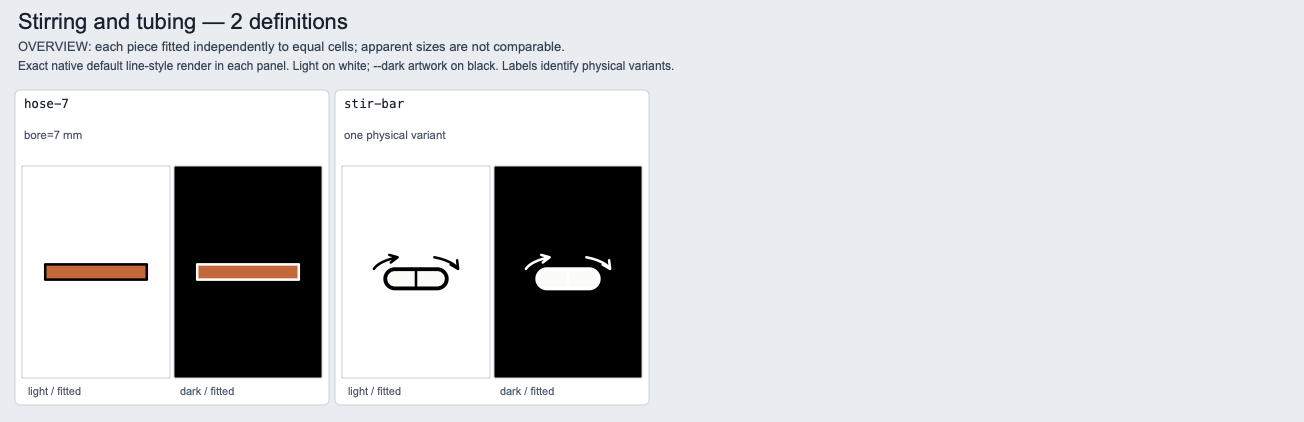 Stirring and tubing — 2 definitions
OVERVIEW: each piece fitted independently to equal cells; apparent sizes are not comparable.
Exact native default line-style render in each panel. Light on white; --dark artwork on black. Labels identify physical variants.
hose-7
bore=7 mm
light / fitted
dark / fitted
stir-bar
one physical variant
light / fitted
dark / fitted